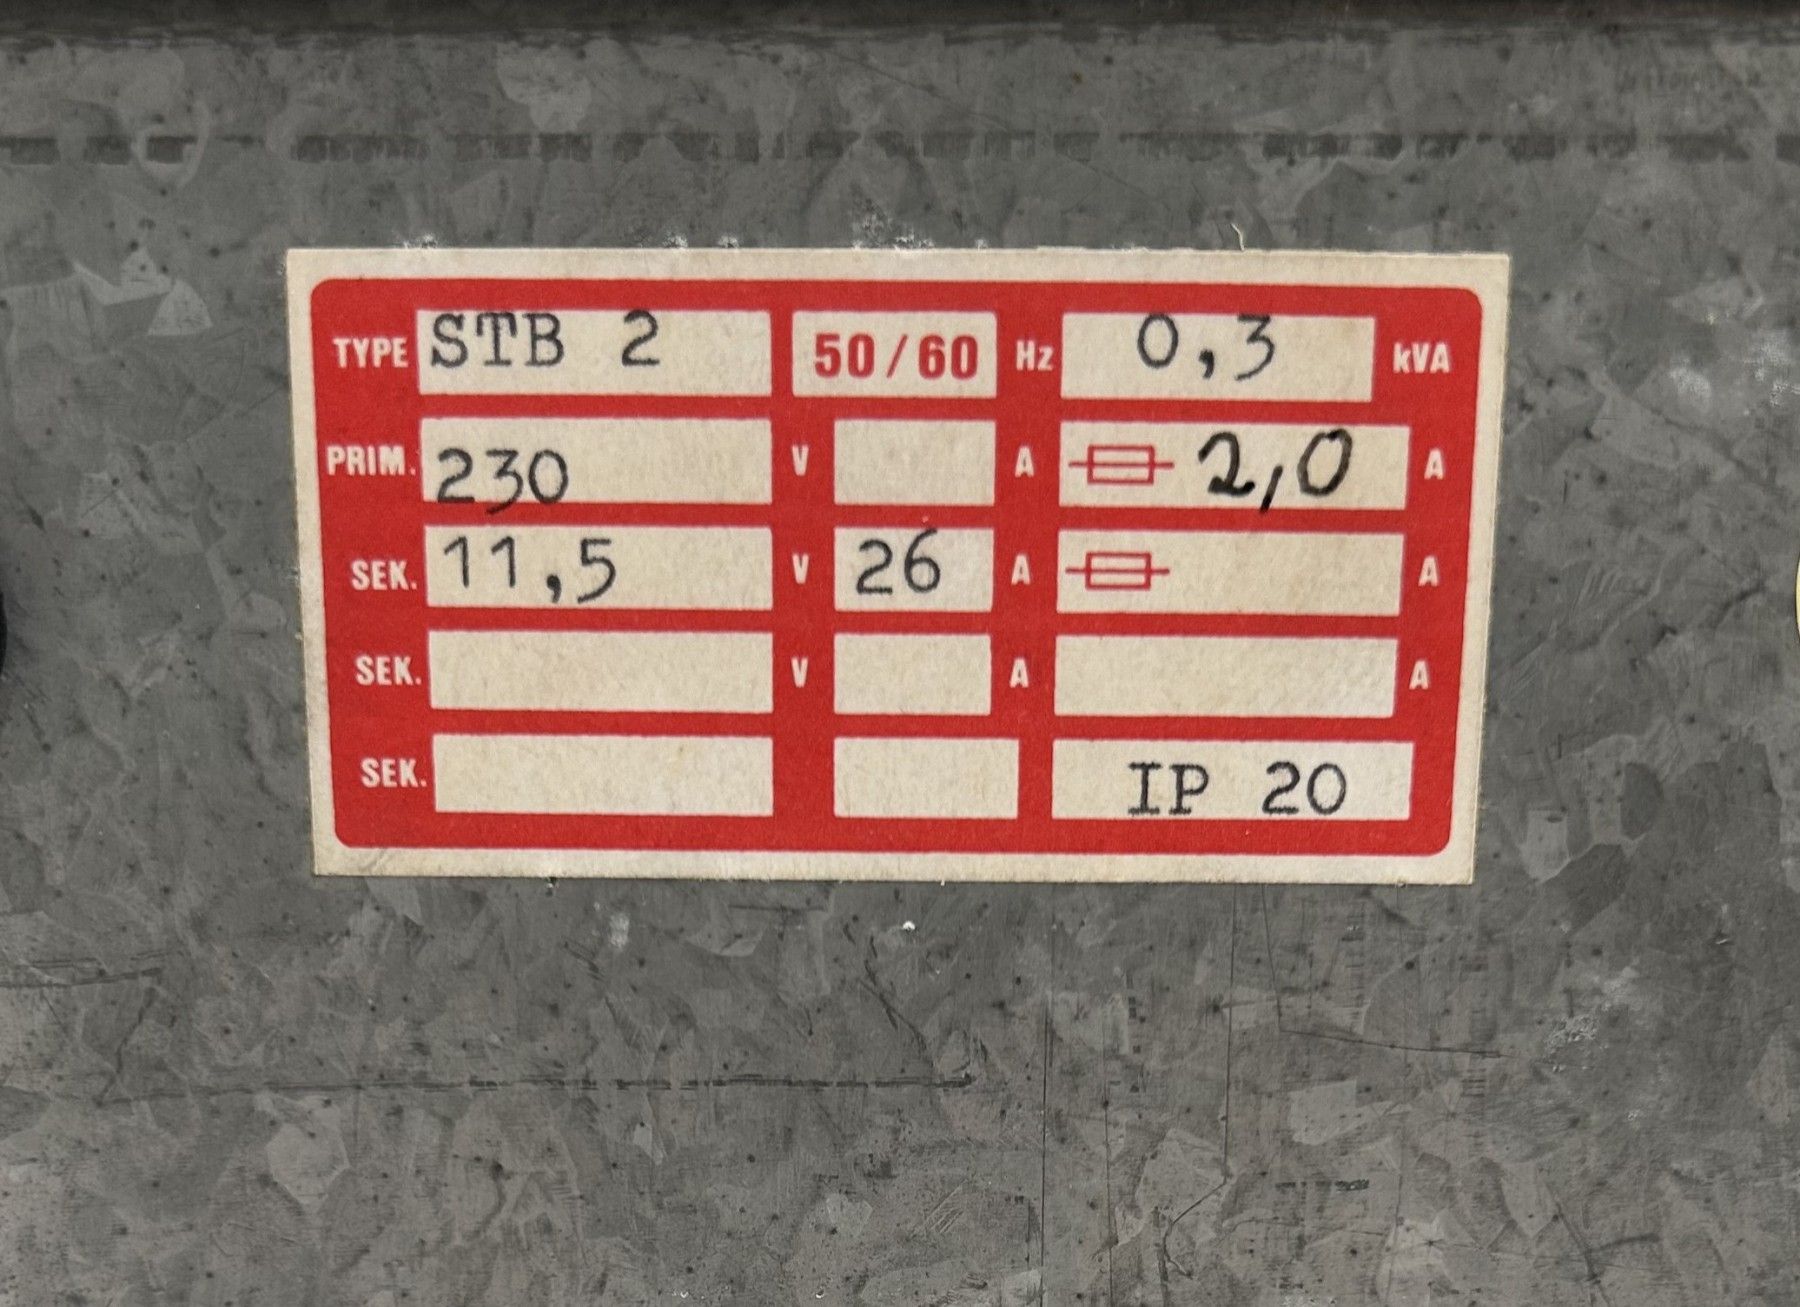 TYPE STB 2 50/60 Hz 0,3 kVA
PRIM. 230 V A 2,0 A
SEK. 11,5 V 26 A A
SEK. V A A
SEK. IP 20